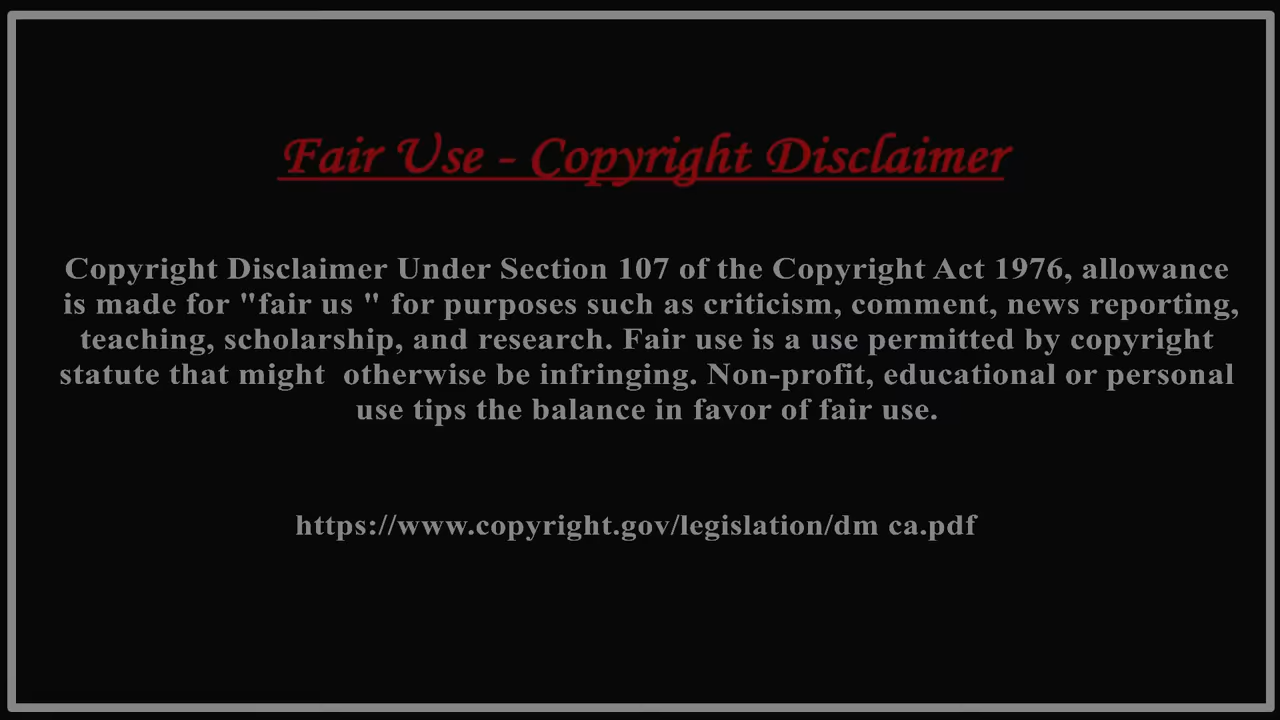 Fair Use - Copyright Disclaimer
Copyright Disclaimer Under Section 107 of the Copyright Act 1976, allowance
is made for "fair us " for purposes such as criticism, comment, news reporting,
teaching, scholarship, and research. Fair use is a use permitted by copyright
statute that might  otherwise be infringing. Non-profit, educational or personal
use tips the balance in favor of fair use.
https://www.copyright.gov/legislation/dm ca.pdf